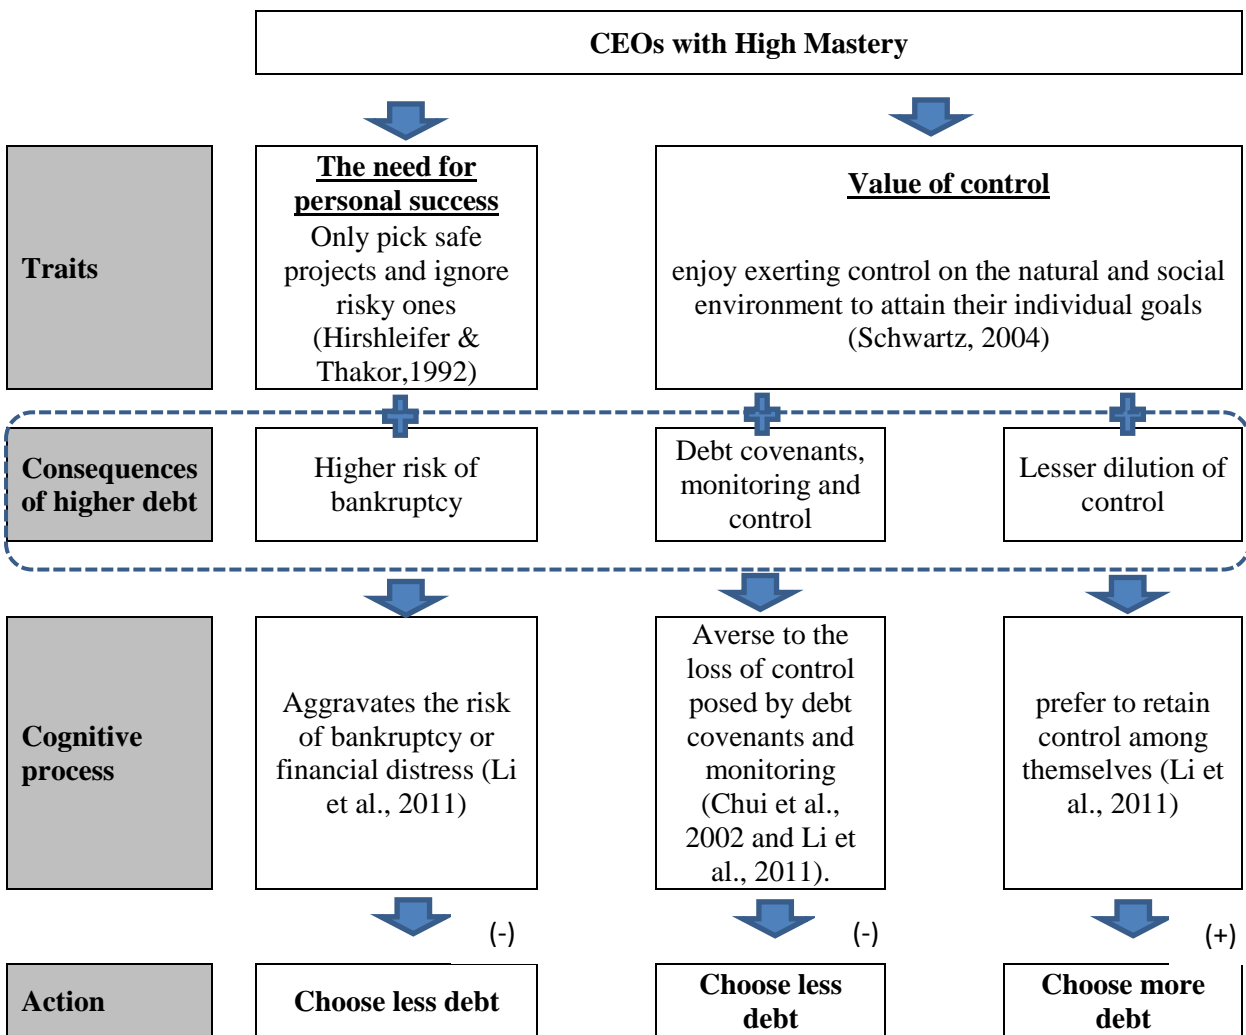 CEOs with High Mastery
Traits
The need for
personal success
Only pick safe
projects and ignore
risky ones
(Hirshleifer &
Thakor,1992)
Value of control
enjoy exerting control on the natural and social
environment to attain their individual goals
(Schwartz, 2004)
Consequences
of higher debt
Higher risk of
bankruptcy
Debt covenants,
monitoring and
control
Lesser dilution of
control
Cognitive
process
Aggravates the risk
of bankruptcy or
financial distress (Li
et al., 2011)
Averse to the
loss of control
posed by debt
covenants and
monitoring
(Chui et al.,
2002 and Li et
al., 2011).
prefer to retain
control among
themselves (Li et
al., 2011)
(-)
(-)
(+)
Action
Choose less debt
Choose less
debt
Choose more
debt